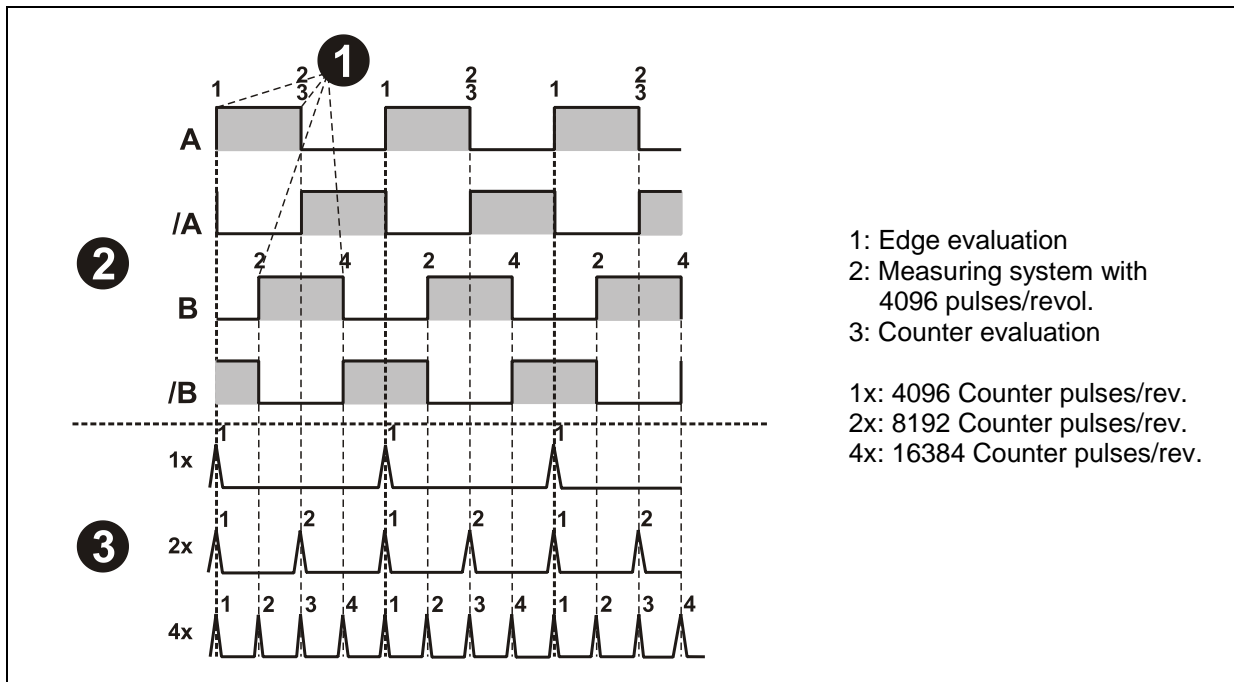 1
1 2 1 2 1 2
3 3 3
A
/A
2
2 4 2 4 2 4
B
/B
1 1 1
1x
3
1 2 1 2 1 2
2x
1 2 3 4 1 2 3 4 1 2 3 4
4x
1: Edge evaluation
2: Measuring system with
4096 pulses/revol.
3: Counter evaluation
1x: 4096 Counter pulses/rev.
2x: 8192 Counter pulses/rev.
4x: 16384 Counter pulses/rev.